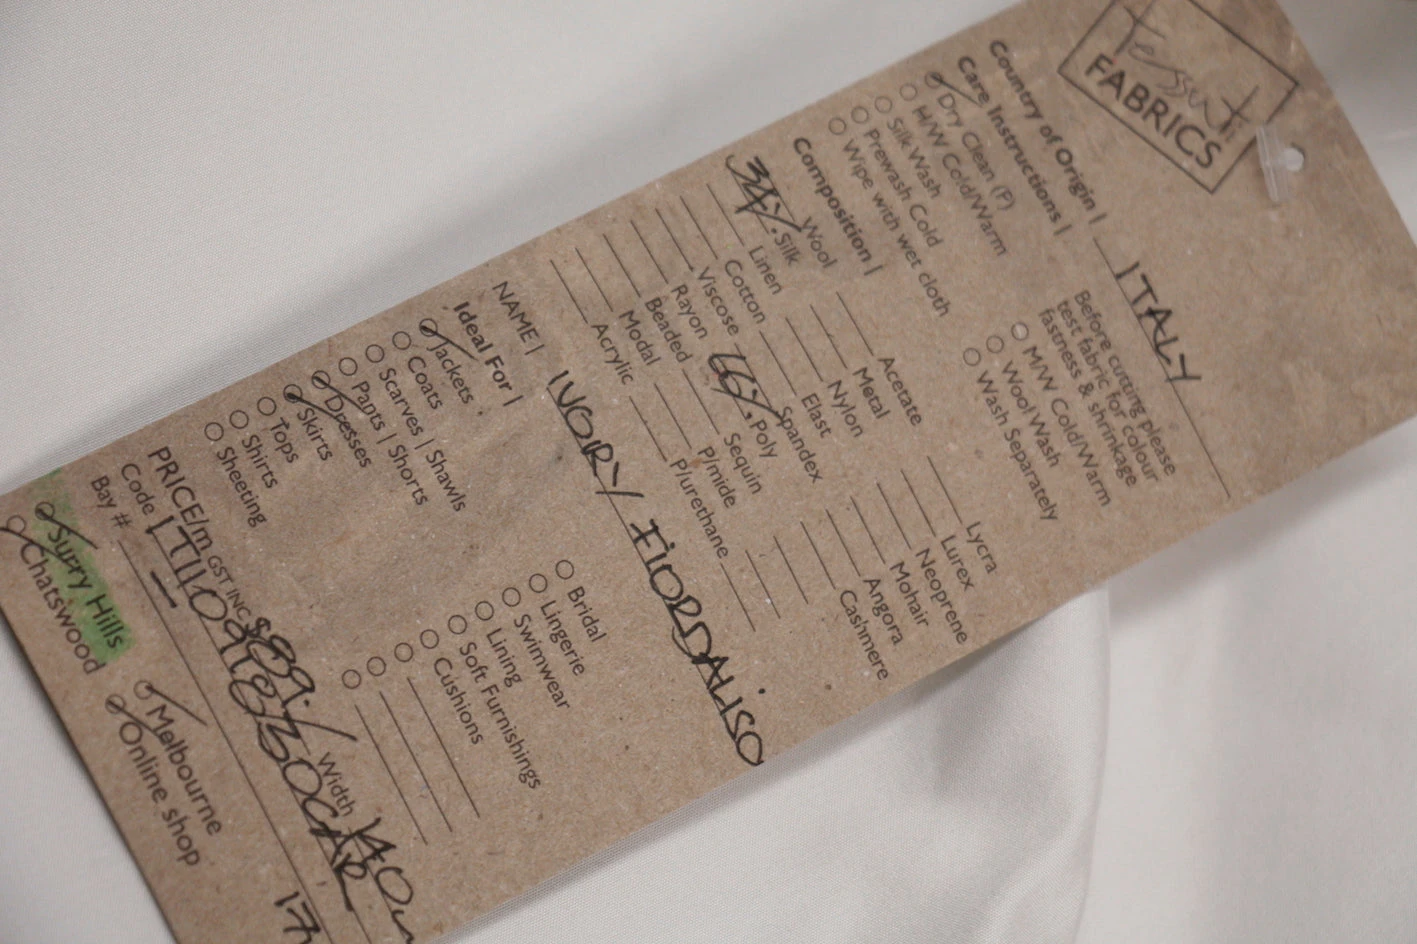 tessuti
FABRICS
Country of Origin | ITALY
Care Instructions |
Dry Clean (P)
H/W Cold/Warm
Silk Wash
Prewash Cold
Wipe with wet cloth
Before cutting please
test fabric for colour
fastness & shrinkage
M/W Cold/Warm
Wool Wash
Wash Separately
Composition |
Wool
34% Silk
Linen
Cotton
Viscose
Rayon
Beaded
Modal
Acrylic
Acetate
Metal
Nylon
Elast
Spandex
66% Poly
Sequin
P/mide
P/urethane
Lycra
Lurex
Neoprene
Mohair
Angora
Cashmere
NAME | IVORY FIORDALISO
Ideal For |
Jackets
Coats
Scarves | Shawls
Pants | Shorts
Dresses
Skirts
Tops
Shirts
Sheeting
Bridal
Lingerie
Swimwear
Lining
Soft Furnishings
Cushions
PRICE/m GST INC $89./ Width 140
Code
Bay #
Surry Hills
Chatswood
Melbourne
Online shop